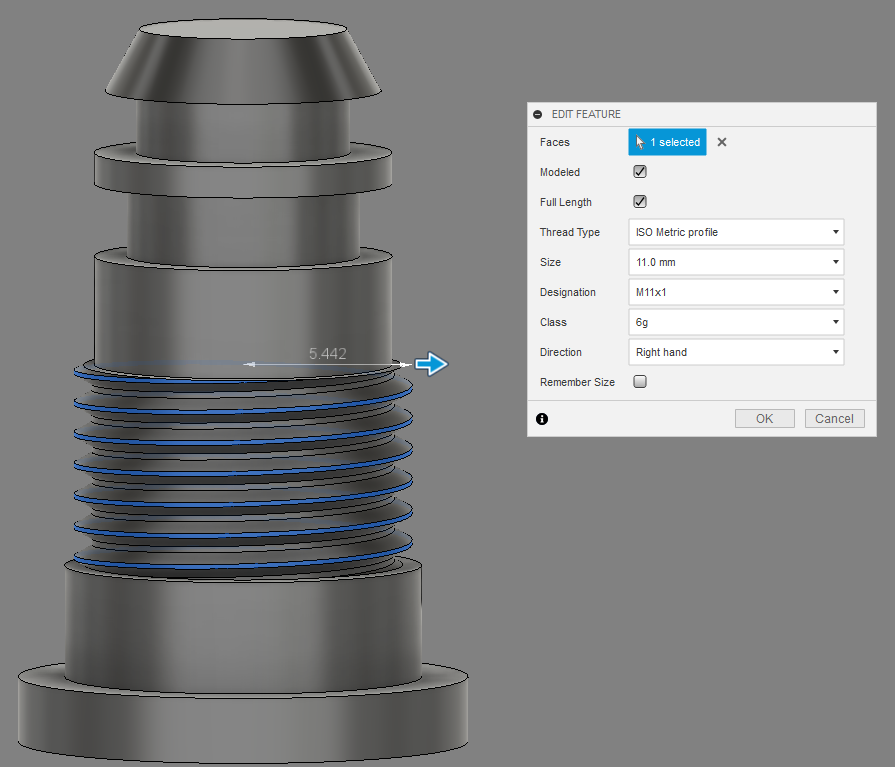 EDIT FEATURE
Faces 1 selected
Modeled
Full Length
Thread Type ISO Metric profile
Size 11.0 mm
Designation M11x1
Class 6g
Direction Right hand
Remember Size
OK Cancel
5.442